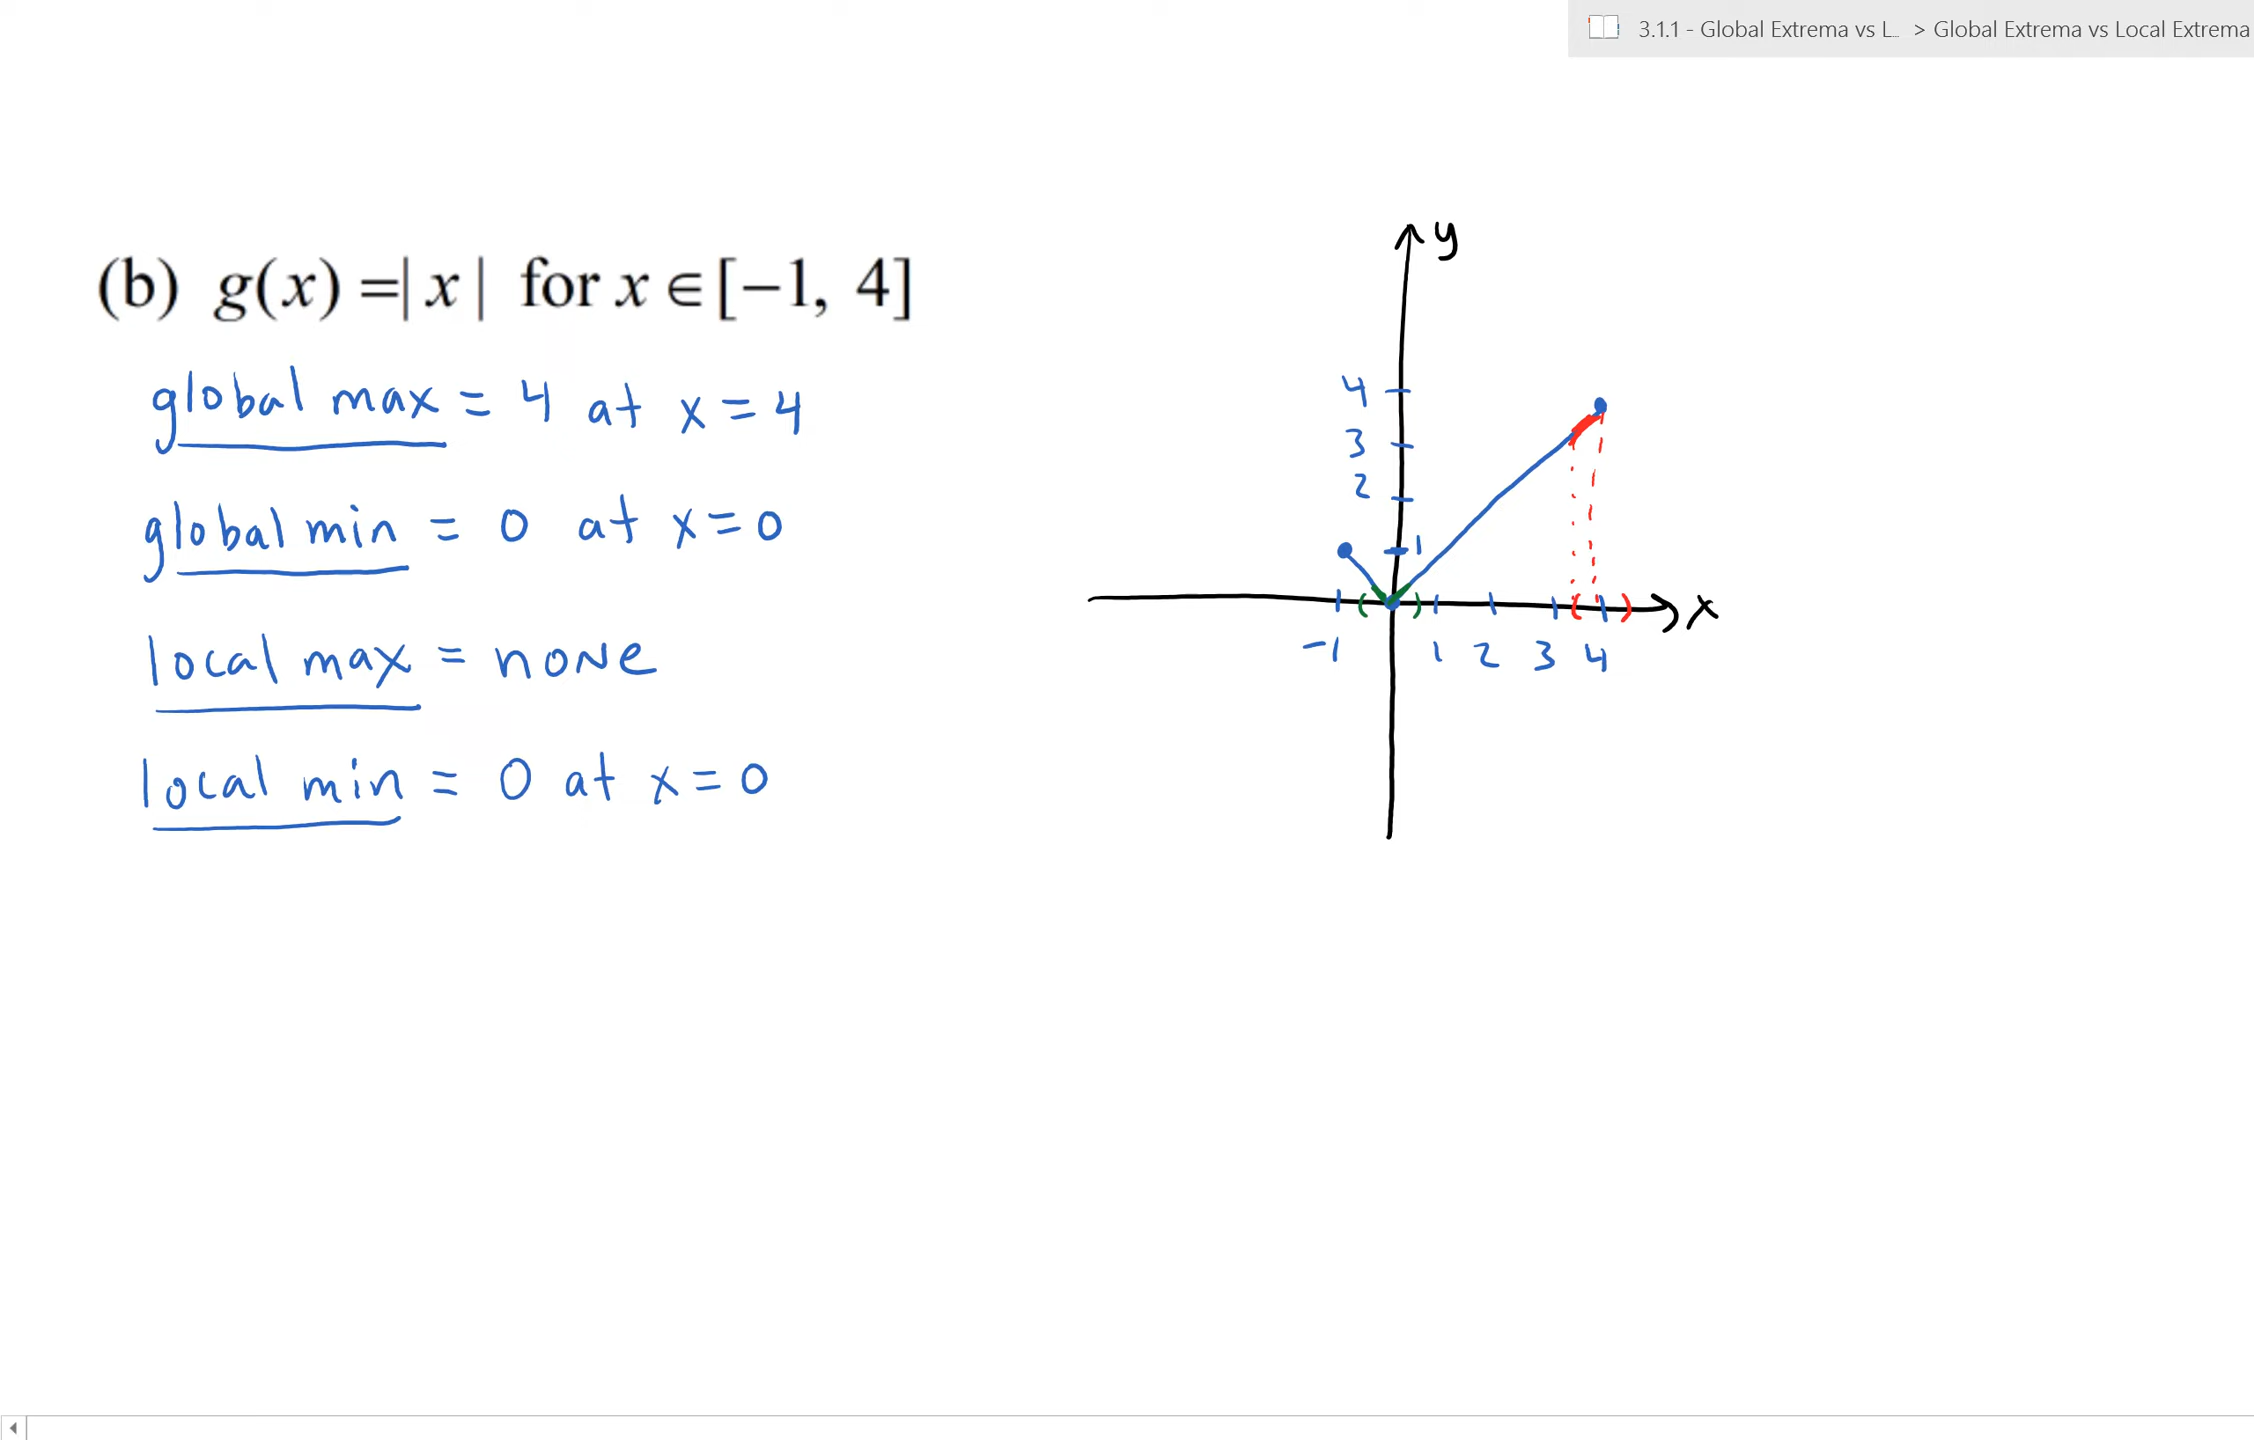 3.1.1 - Global Extrema vs L... > Global Extrema vs Local Extrema
(b) g(x) =| x | for x ∈ [−1, 4]
global max = 4 at x = 4
global min = 0 at x = 0
local max = none
local min = 0 at x = 0
y
4
3
2
1
x
-1 1 2 3 4